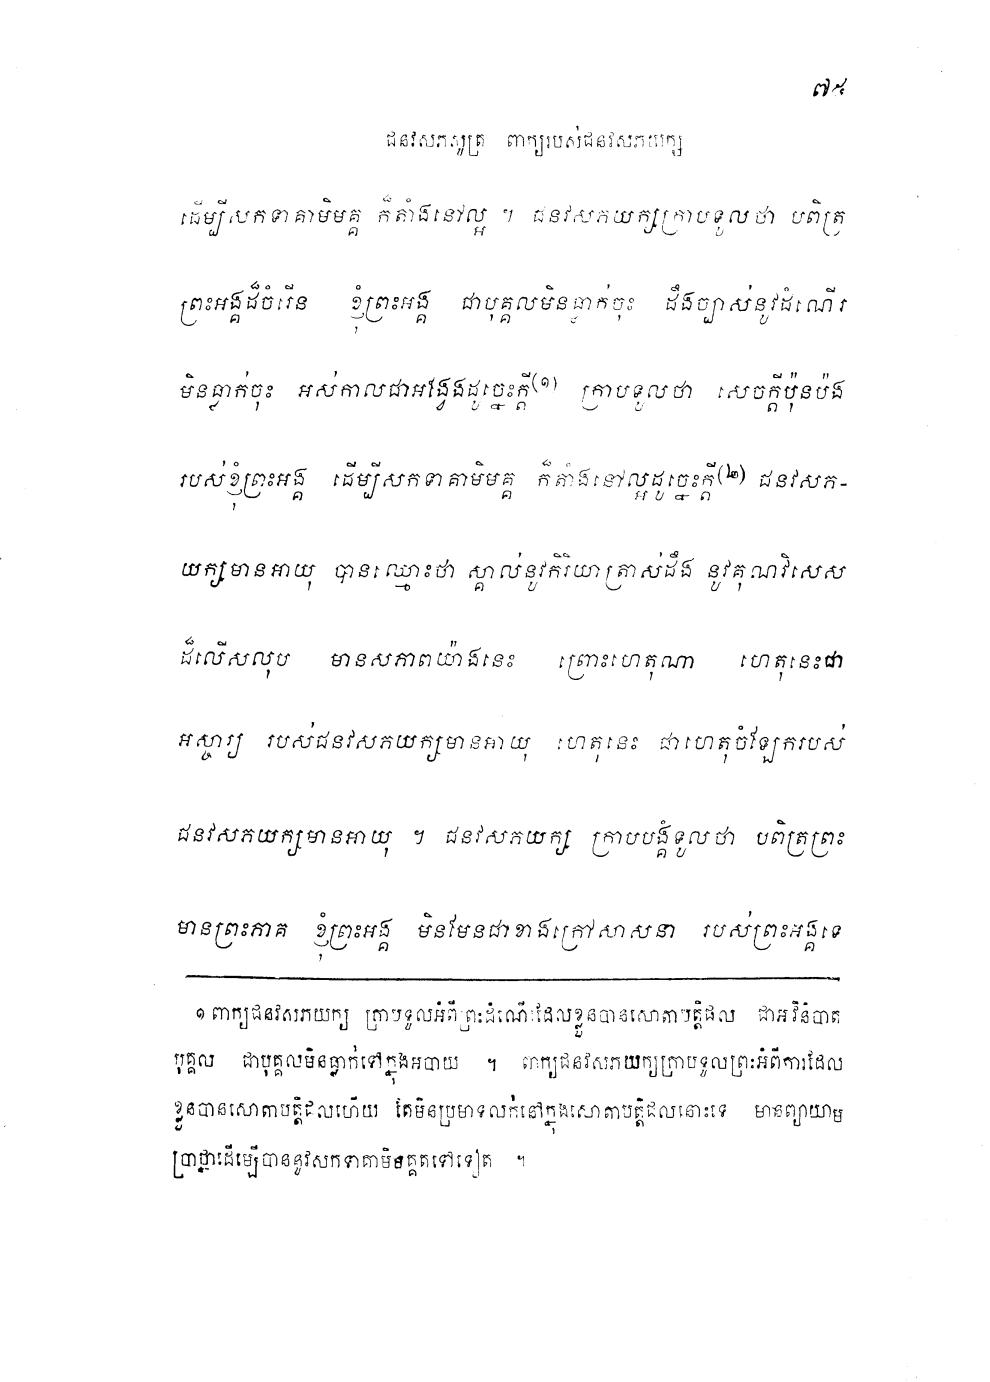 ៧៥
ជនវសភសូត្រ ពាក្យរបស់ជនវសភយក្ស
ដើម្បីសកទាគាមិមគ្គ ក៏តាំងនៅល្អ ។ ជនវសភយក្សក្រាបទូលថា បពិត្រ
ព្រះអង្គដ៏ចំរើន ខ្ញុំព្រះអង្គ ជាបុគ្គលមិនធ្លាក់ចុះ ដឹងច្បាស់នូវដំណើរ
មិនធ្លាក់ចុះ អស់កាលជាអង្វែងដូច្នេះក្តី(១) ក្រាបទូលថា សេចក្តីប៉ុនប៉ង
របស់ខ្ញុំព្រះអង្គ ដើម្បីសកទាគាមិមគ្គ ក៏តាំងនៅល្អដូច្នេះក្តី(២) ជនវសភ-
យក្សមានអាយុ បានឈ្មោះថា ស្គាល់នូវកិរិយាត្រាស់ដឹង នូវគុណវិសេស
ដ៏លើសលុប មានសភាពយ៉ាងនេះ ព្រោះហេតុណា ហេតុនេះជា
អស្ចារ្យ របស់ជនវសភយក្សមានអាយុ ហេតុនេះ ជាហេតុចំឡែករបស់
ជនវសភយក្សមានអាយុ ។ ជនវសភយក្ស ក្រាបបង្គំទូលថា បពិត្រព្រះ
មានព្រះភាគ ខ្ញុំព្រះអង្គ មិនមែនជាខាងក្រៅសាសនា របស់ព្រះអង្គទេ
១ ពាក្យជនវសភយក្ស ក្រាបទូលអំពីព្រះដំណើរដែលខ្លួនបានសោតាបត្តិផល ជាអវិនិបាត
បុគ្គល ជាបុគ្គលមិនធ្លាក់ទៅក្នុងអបាយ ។ ពាក្យជនវសភយក្សក្រាបទូលព្រះអំពីការដែល
ខ្លួនបានសោតាបត្តិផលហើយ តែមិនប្រមាទលក់នៅក្នុងសោតាបត្តិផលនោះទេ មានព្យាយាម
ប្រាថ្នាដើម្បីបាននូវសកទាគាមិមគ្គតទៅទៀត ។